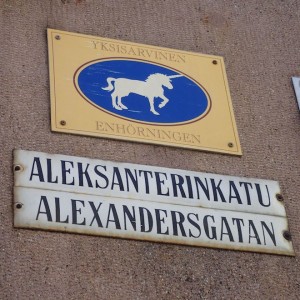 YKSISARVINEN
ENHÖRNINGEN
ALEKSANTERINKATU
ALEXANDERSGATAN